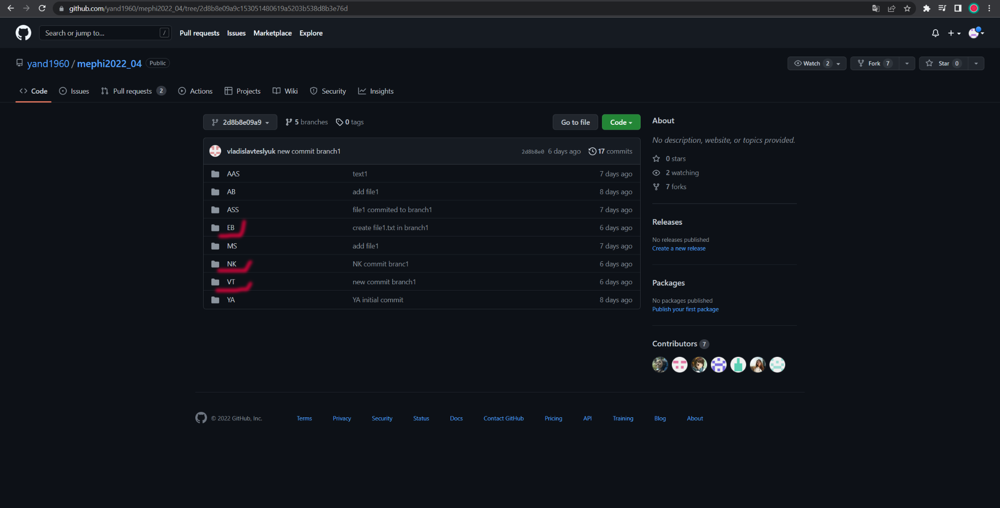 github.com/yand1960/mephi2022_04/tree/2d8b8e09a9c153051480619a5203b538d8b3e76d
Search or jump to... / Pull requests Issues Marketplace Explore
yand1960 / mephi2022_04 Public Watch 2 Fork 7 Star 0
Code Issues Pull requests 2 Actions Projects Wiki Security Insights
2d8b8e09a9 5 branches 0 tags Go to file Code
vladislavteslyuk new commit branch1 2d8b8e0 6 days ago 17 commits
AAS text1 7 days ago
AB add file1 8 days ago
ASS file1 commited to branch1 7 days ago
EB create file1.txt in branch1 6 days ago
MS add file1 7 days ago
NK NK commit branc1 6 days ago
VT new commit branch1 6 days ago
YA YA initial commit 8 days ago
About
No description, website, or topics provided.
0 stars
2 watching
7 forks
Releases
No releases published
Create a new release
Packages
No packages published
Publish your first package
Contributors 7
© 2022 GitHub, Inc. Terms Privacy Security Status Docs Contact GitHub Pricing API Training Blog About